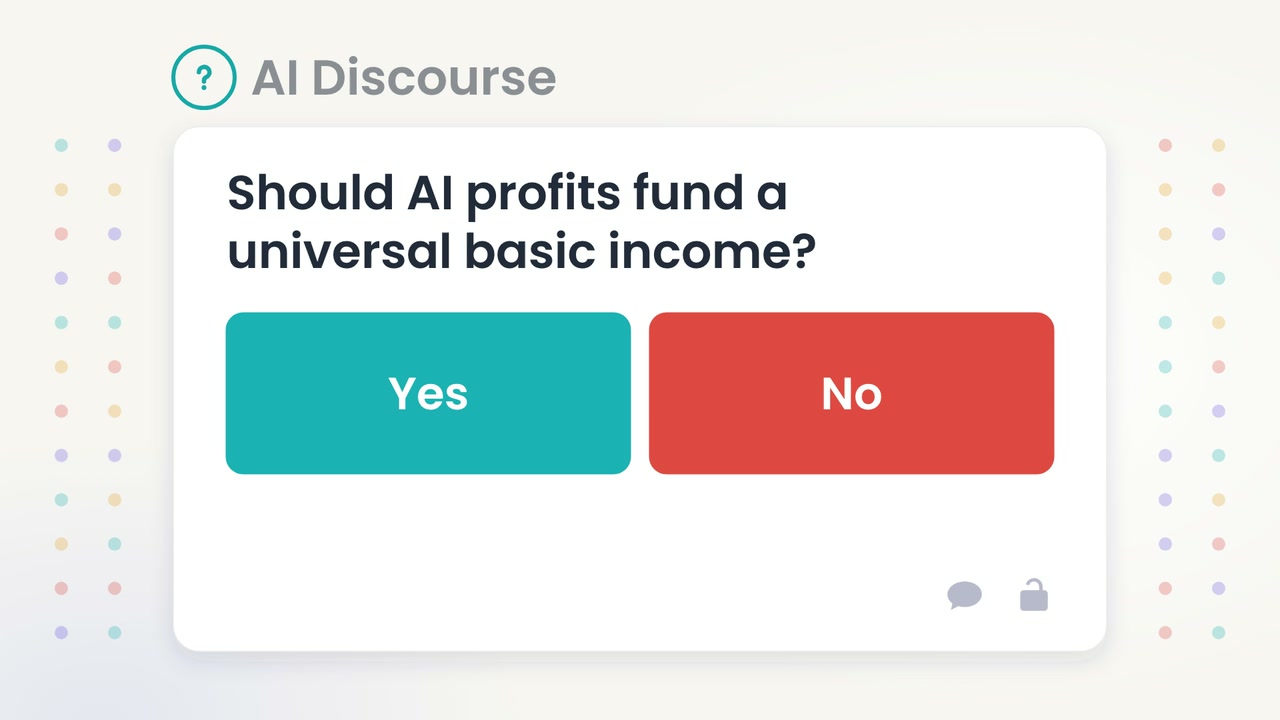 ?
AI Discourse
Should AI profits fund a
universal basic income?
Yes
No